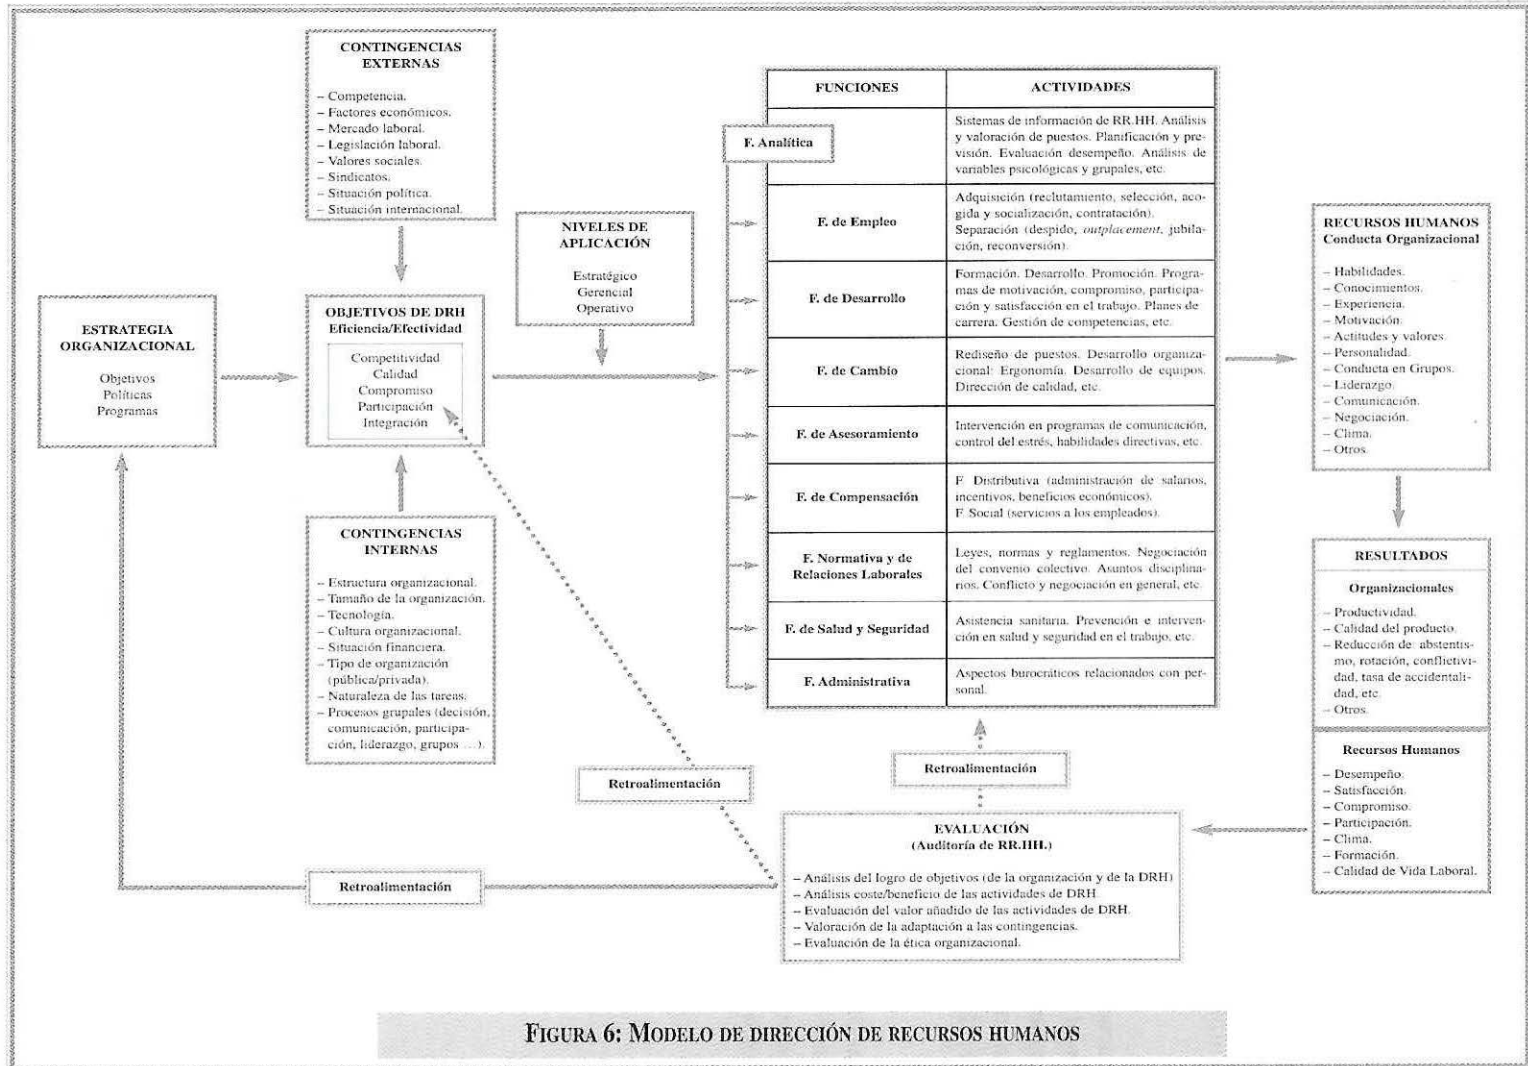 CONTINGENCIAS
EXTERNAS
– Competencia.
– Factores económicos.
– Mercado laboral.
– Legislación laboral.
– Valores sociales.
– Sindicatos.
– Situación política.
– Situación internacional.
ESTRATEGIA
ORGANIZACIONAL
Objetivos
Políticas
Programas
OBJETIVOS DE DRH
Eficiencia/Efectividad
Competitividad
Calidad
Compromiso
Participación
Integración
CONTINGENCIAS
INTERNAS
– Estructura organizacional.
– Tamaño de la organización.
– Tecnología.
– Cultura organizacional.
– Situación financiera.
– Tipo de organización
(pública/privada).
– Naturaleza de las tareas.
– Procesos grupales (decisión,
comunicación, participa-
ción, liderazgo, grupos ...).
NIVELES DE
APLICACIÓN
Estratégico
Gerencial
Operativo
FUNCIONES
ACTIVIDADES
F. Analítica
Sistemas de información de RR.HH. Análisis
y valoración de puestos. Planificación y pre-
visión. Evaluación desempeño. Análisis de
variables psicológicas y grupales, etc.
F. de Empleo
Adquisición (reclutamiento, selección, aco-
gida y socialización, contratación).
Separación (despido, outplacement, jubila-
ción, reconversión).
F. de Desarrollo
Formación. Desarrollo. Promoción. Progra-
mas de motivación, compromiso, participa-
ción y satisfacción en el trabajo. Planes de
carrera. Gestión de competencias, etc.
F. de Cambio
Rediseño de puestos. Desarrollo organiza-
cional: Ergonomía. Desarrollo de equipos.
Dirección de calidad, etc.
F. de Asesoramiento
Intervención en programas de comunicación,
control del estrés, habilidades directivas, etc.
F. de Compensación
F. Distributiva (administración de salarios,
incentivos, beneficios económicos).
F. Social (servicios a los empleados).
F. Normativa y de
Relaciones Laborales
Leyes, normas y reglamentos. Negociación
del convenio colectivo. Asuntos disciplina-
rios. Conflicto y negociación en general, etc.
F. de Salud y Seguridad
Asistencia sanitaria. Prevención e interven-
ción en salud y seguridad en el trabajo, etc.
F. Administrativa
Aspectos burocráticos relacionados con per-
sonal.
RECURSOS HUMANOS
Conducta Organizacional
– Habilidades.
– Conocimientos.
– Experiencia.
– Motivación.
– Actitudes y valores.
– Personalidad.
– Conducta en Grupos.
– Liderazgo.
– Comunicación.
– Negociación.
– Clima.
– Otros.
RESULTADOS
Organizacionales
– Productividad.
– Calidad del producto.
– Reducción de: abstentis-
mo, rotación, conflictivi-
dad, tasa de accidentali-
dad, etc.
– Otros.
Recursos Humanos
– Desempeño.
– Satisfacción.
– Compromiso.
– Participación.
– Clima.
– Formación.
– Calidad de Vida Laboral.
Retroalimentación
Retroalimentación
Retroalimentación
EVALUACIÓN
(Auditoría de RR.HH.)
– Análisis del logro de objetivos (de la organización y de la DRH)
– Análisis coste/beneficio de las actividades de DRH.
– Evaluación del valor añadido de las actividades de DRH.
– Valoración de la adaptación a las contingencias.
– Evaluación de la ética organizacional.
FIGURA 6: MODELO DE DIRECCIÓN DE RECURSOS HUMANOS